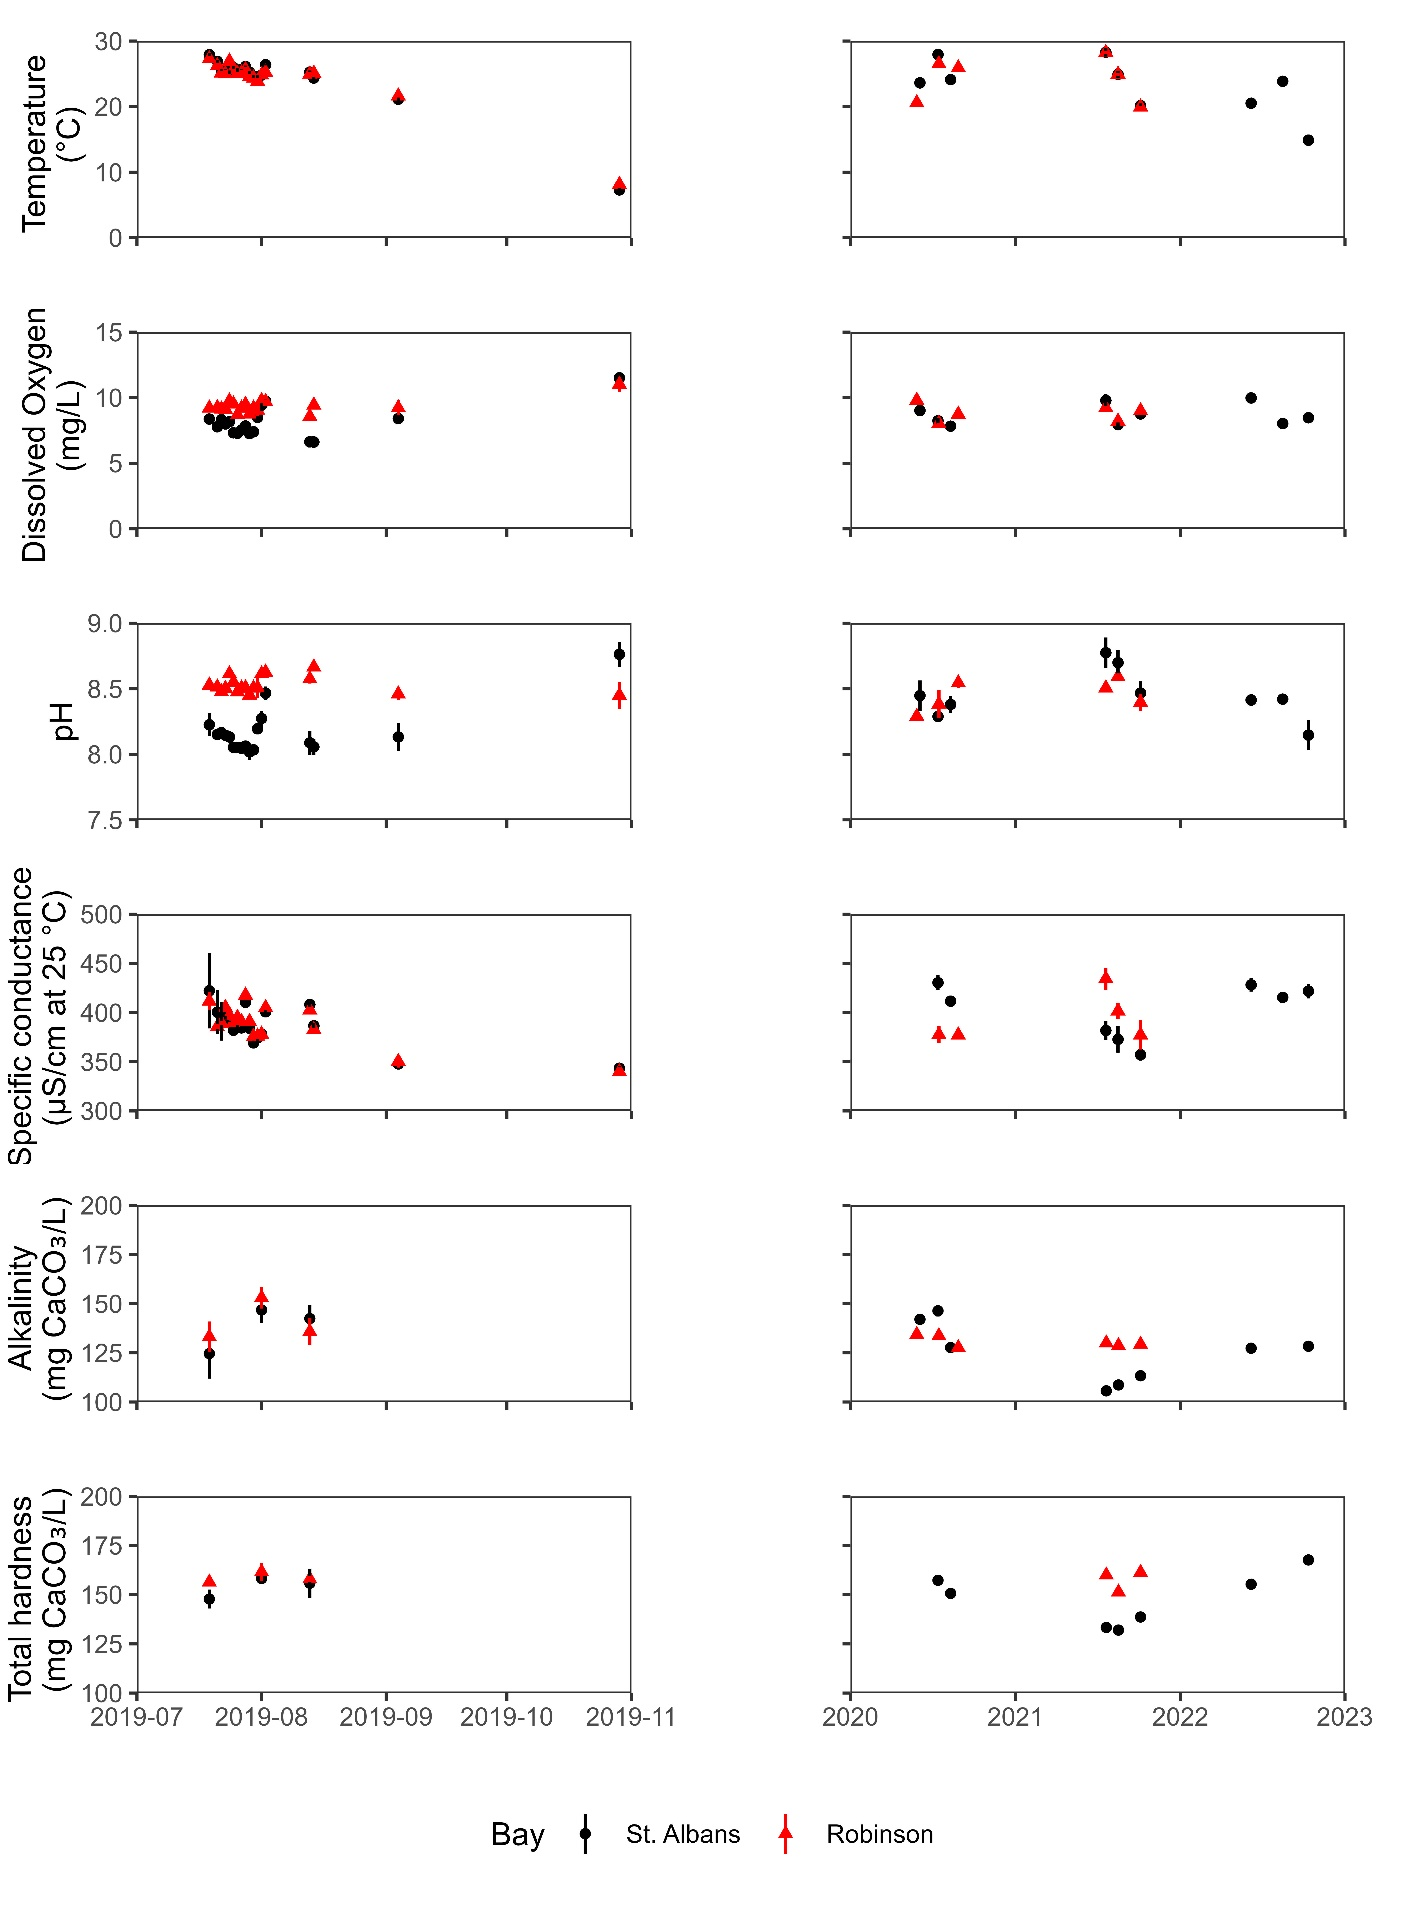 Temperature
(°C)
30
20
10
0
Dissolved Oxygen
(mg/L)
15
10
5
0
pH
9.0
8.5
8.0
7.5
Specific conductance
(µS/cm at 25 °C)
500
450
400
350
300
Alkalinity
(mg CaCO₃/L)
200
175
150
125
100
Total hardness
(mg CaCO₃/L)
200
175
150
125
100
2019-07 2019-08 2019-09 2019-10 2019-11 2020 2021 2022 2023
Bay St. Albans Robinson